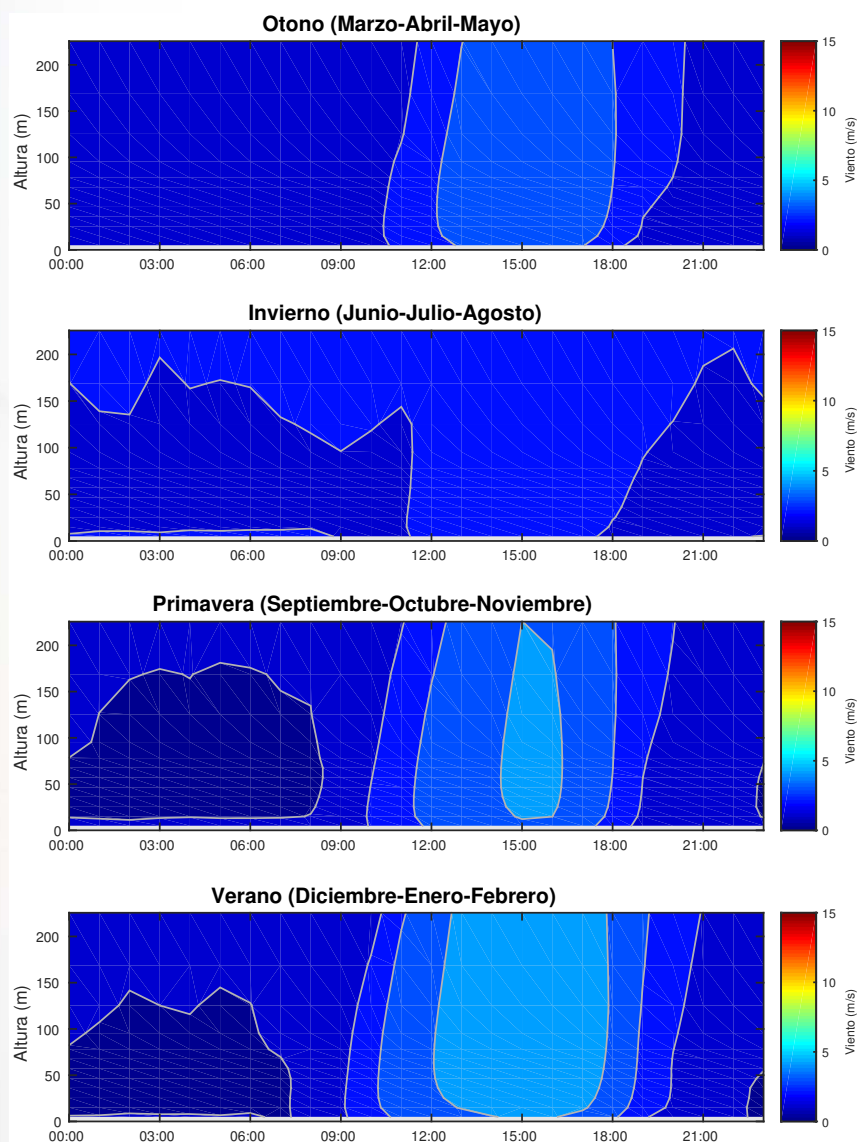 Otono (Marzo-Abril-Mayo)
Altura (m)
200
150
100
50
0
00:00 03:00 06:00 09:00 12:00 15:00 18:00 21:00
15
10
5
0
Viento (m/s)
Invierno (Junio-Julio-Agosto)
Altura (m)
200
150
100
50
0
00:00 03:00 06:00 09:00 12:00 15:00 18:00 21:00
15
10
5
0
Viento (m/s)
Primavera (Septiembre-Octubre-Noviembre)
Altura (m)
200
150
100
50
0
00:00 03:00 06:00 09:00 12:00 15:00 18:00 21:00
15
10
5
0
Viento (m/s)
Verano (Diciembre-Enero-Febrero)
Altura (m)
200
150
100
50
0
00:00 03:00 06:00 09:00 12:00 15:00 18:00 21:00
15
10
5
0
Viento (m/s)